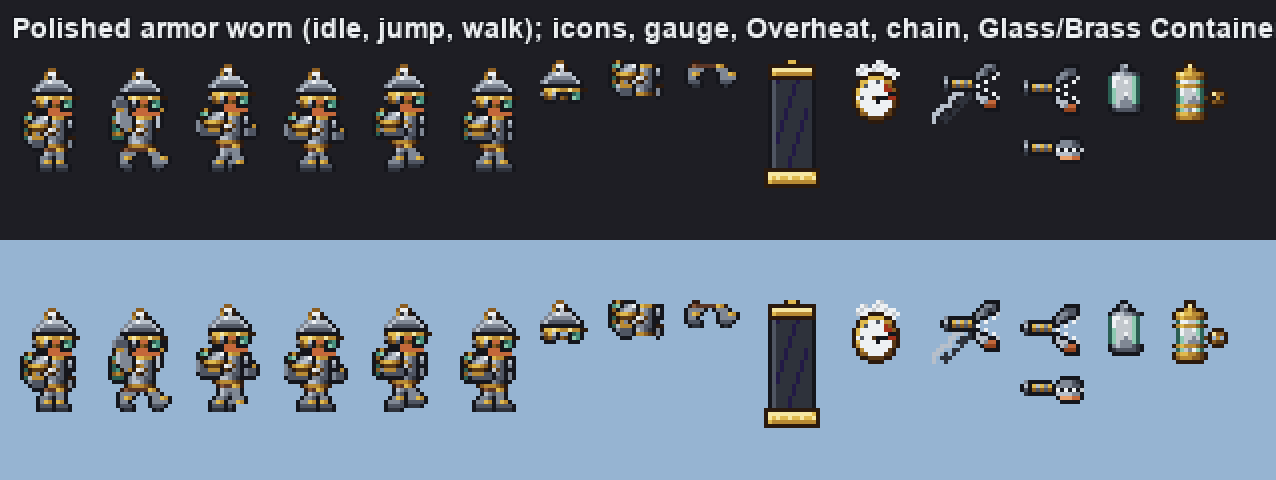 Polished armor worn (idle, jump, walk); icons, gauge, Overheat, chain, Glass/Brass Containe